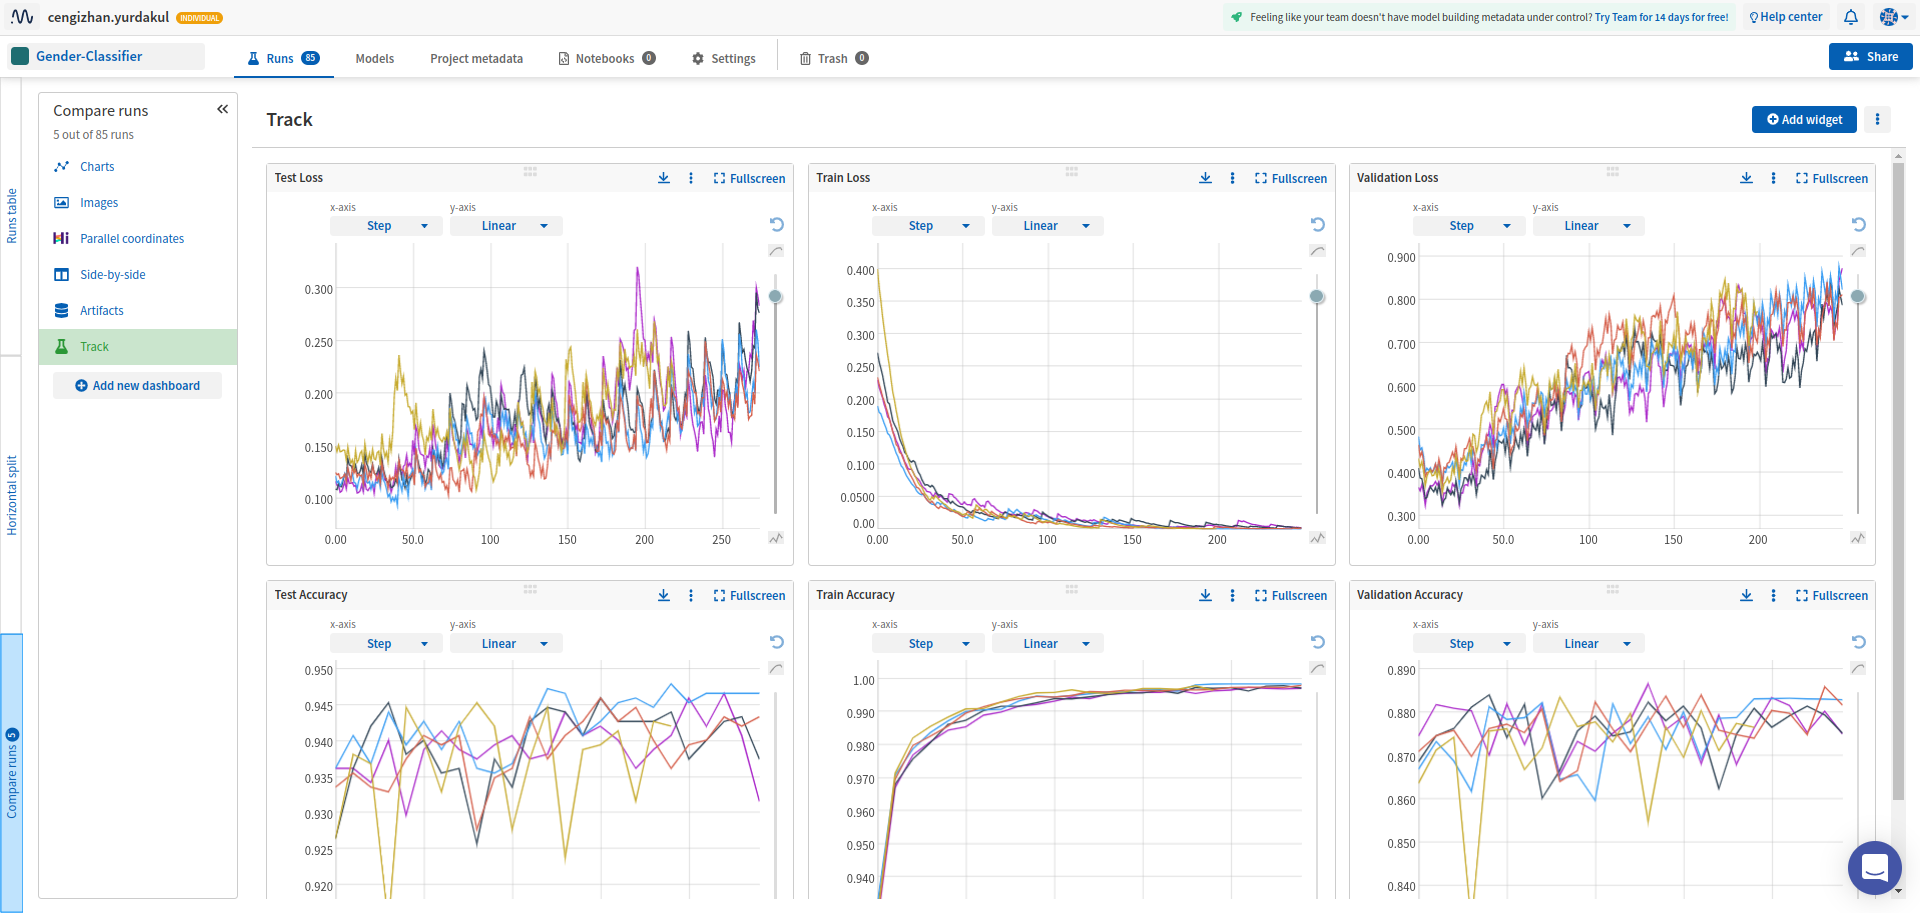 cengizhan.yurdakul INDIVIDUAL
Feeling like your team doesn't have model building metadata under control? Try Team for 14 days for free!
Help center
Gender-Classifier
Runs 85
Models
Project metadata
Notebooks 0
Settings
Trash 0
Share
Runs table
Horizontal split
Compare runs 5
Compare runs
5 out of 85 runs
Charts
Images
Parallel coordinates
Side-by-side
Artifacts
Track
Add new dashboard
Track
Add widget
Test Loss
Fullscreen
x-axis
y-axis
Step
Linear
0.300
0.250
0.200
0.150
0.100
0.00 50.0 100 150 200 250
Train Loss
Fullscreen
x-axis
y-axis
Step
Linear
0.400
0.350
0.300
0.250
0.200
0.150
0.100
0.0500
0.00
0.00 50.0 100 150 200
Validation Loss
Fullscreen
x-axis
y-axis
Step
Linear
0.900
0.800
0.700
0.600
0.500
0.400
0.300
0.00 50.0 100 150 200
Test Accuracy
Fullscreen
x-axis
y-axis
Step
Linear
0.950
0.945
0.940
0.935
0.930
0.925
0.920
Train Accuracy
Fullscreen
x-axis
y-axis
Step
Linear
1.00
0.990
0.980
0.970
0.960
0.950
0.940
Validation Accuracy
Fullscreen
x-axis
y-axis
Step
Linear
0.890
0.880
0.870
0.860
0.850
0.840